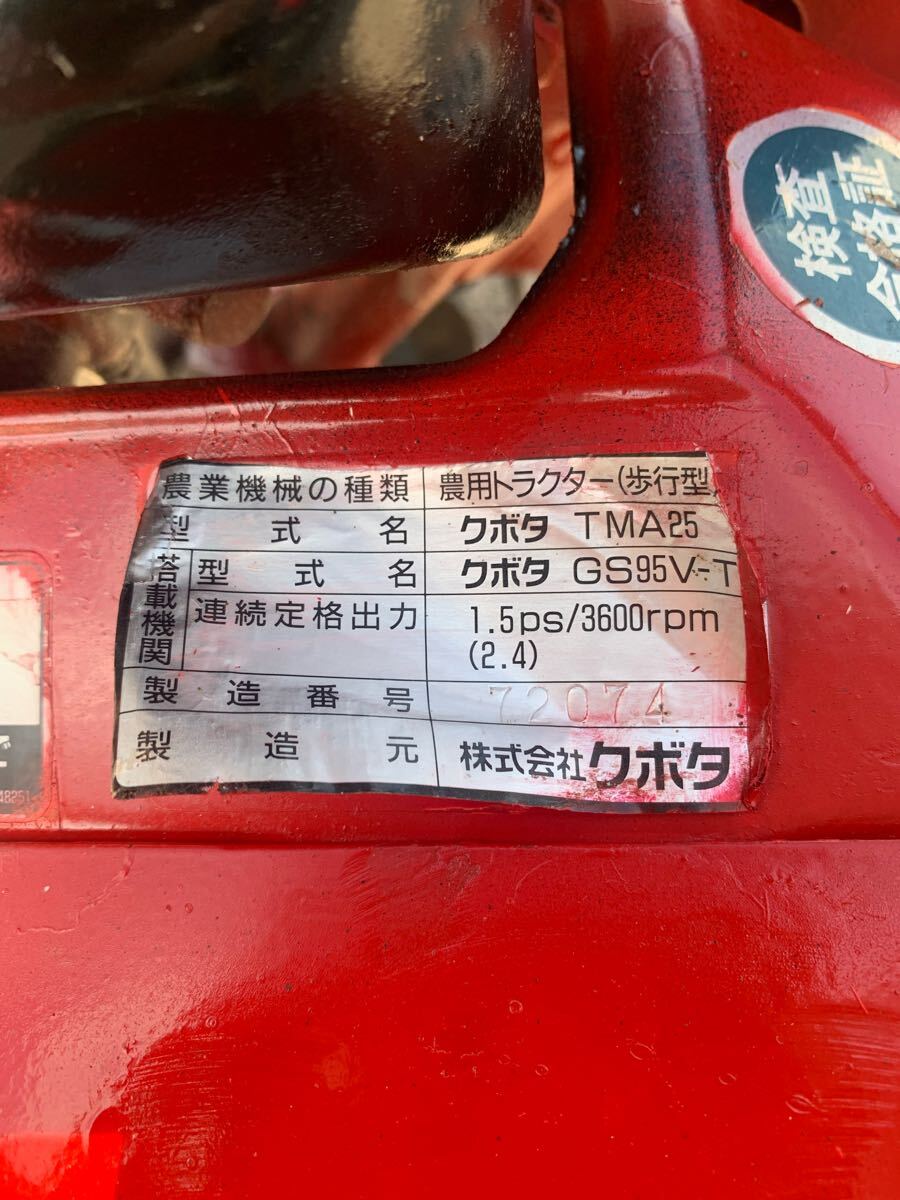 検査
合格証
農業機械の種類 農用トラクター(歩行型
型式名 クボタ TMA25
搭載機関 型式名 クボタ GS95V-T
連続定格出力 1.5ps/3600rpm
(2.4)
製造番号 72074
製造元 株式会社クボタ
48251